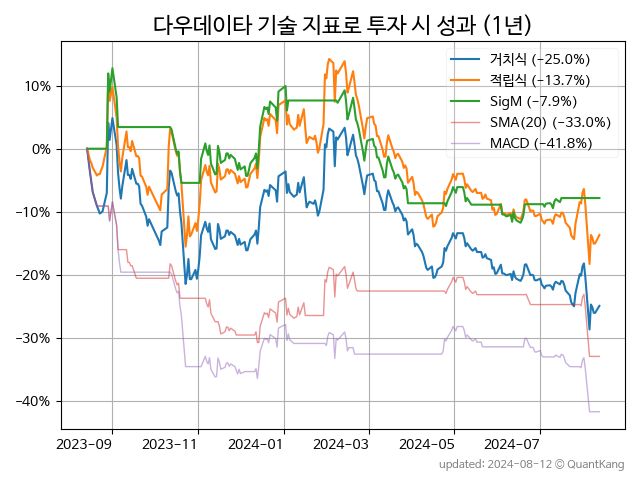 다우데이타 기술 지표로 투자 시 성과 (1년)
거치식 (−25.0%)
적립식 (−13.7%)
SigM (−7.9%)
SMA(20) (−33.0%)
MACD (−41.8%)
10%
0%
−10%
−20%
−30%
−40%
2023-09 2023-11 2024-01 2024-03 2024-05 2024-07
updated: 2024-08-12 © QuantKang